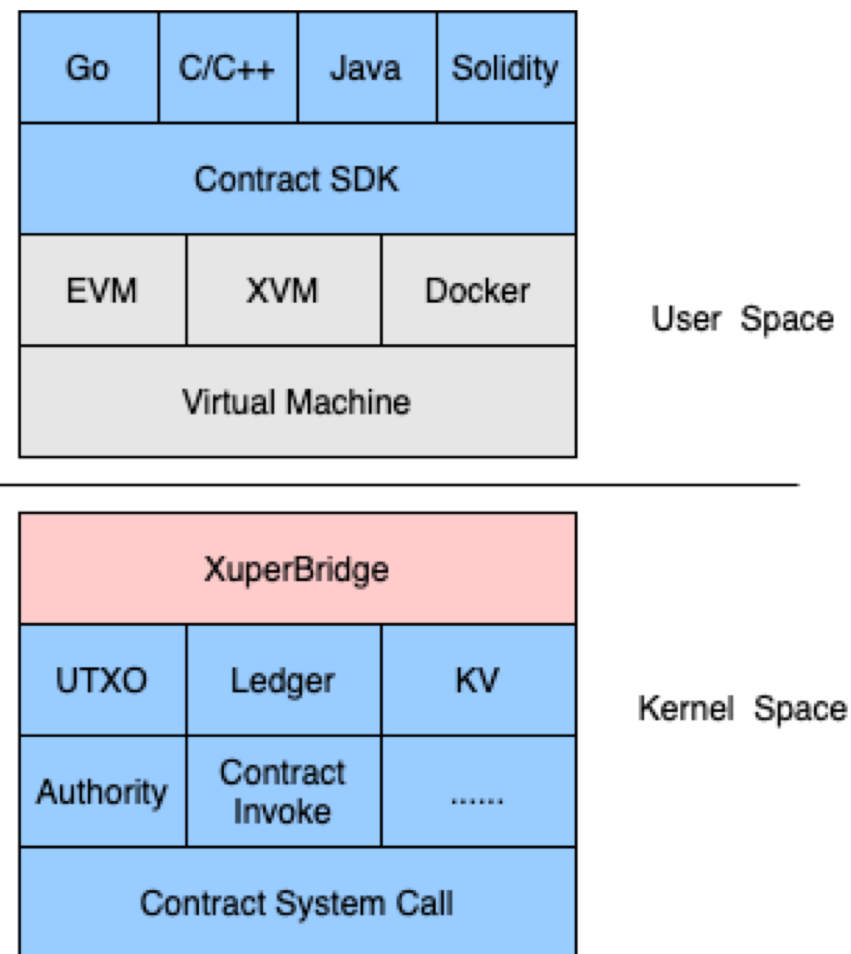 Go
C/C++
Java
Solidity
Contract SDK
EVM
XVM
Docker
User Space
Virtual Machine
XuperBridge
UTXO
Ledger
KV
Kernel Space
Authority
Contract
Invoke
......
Contract System Call